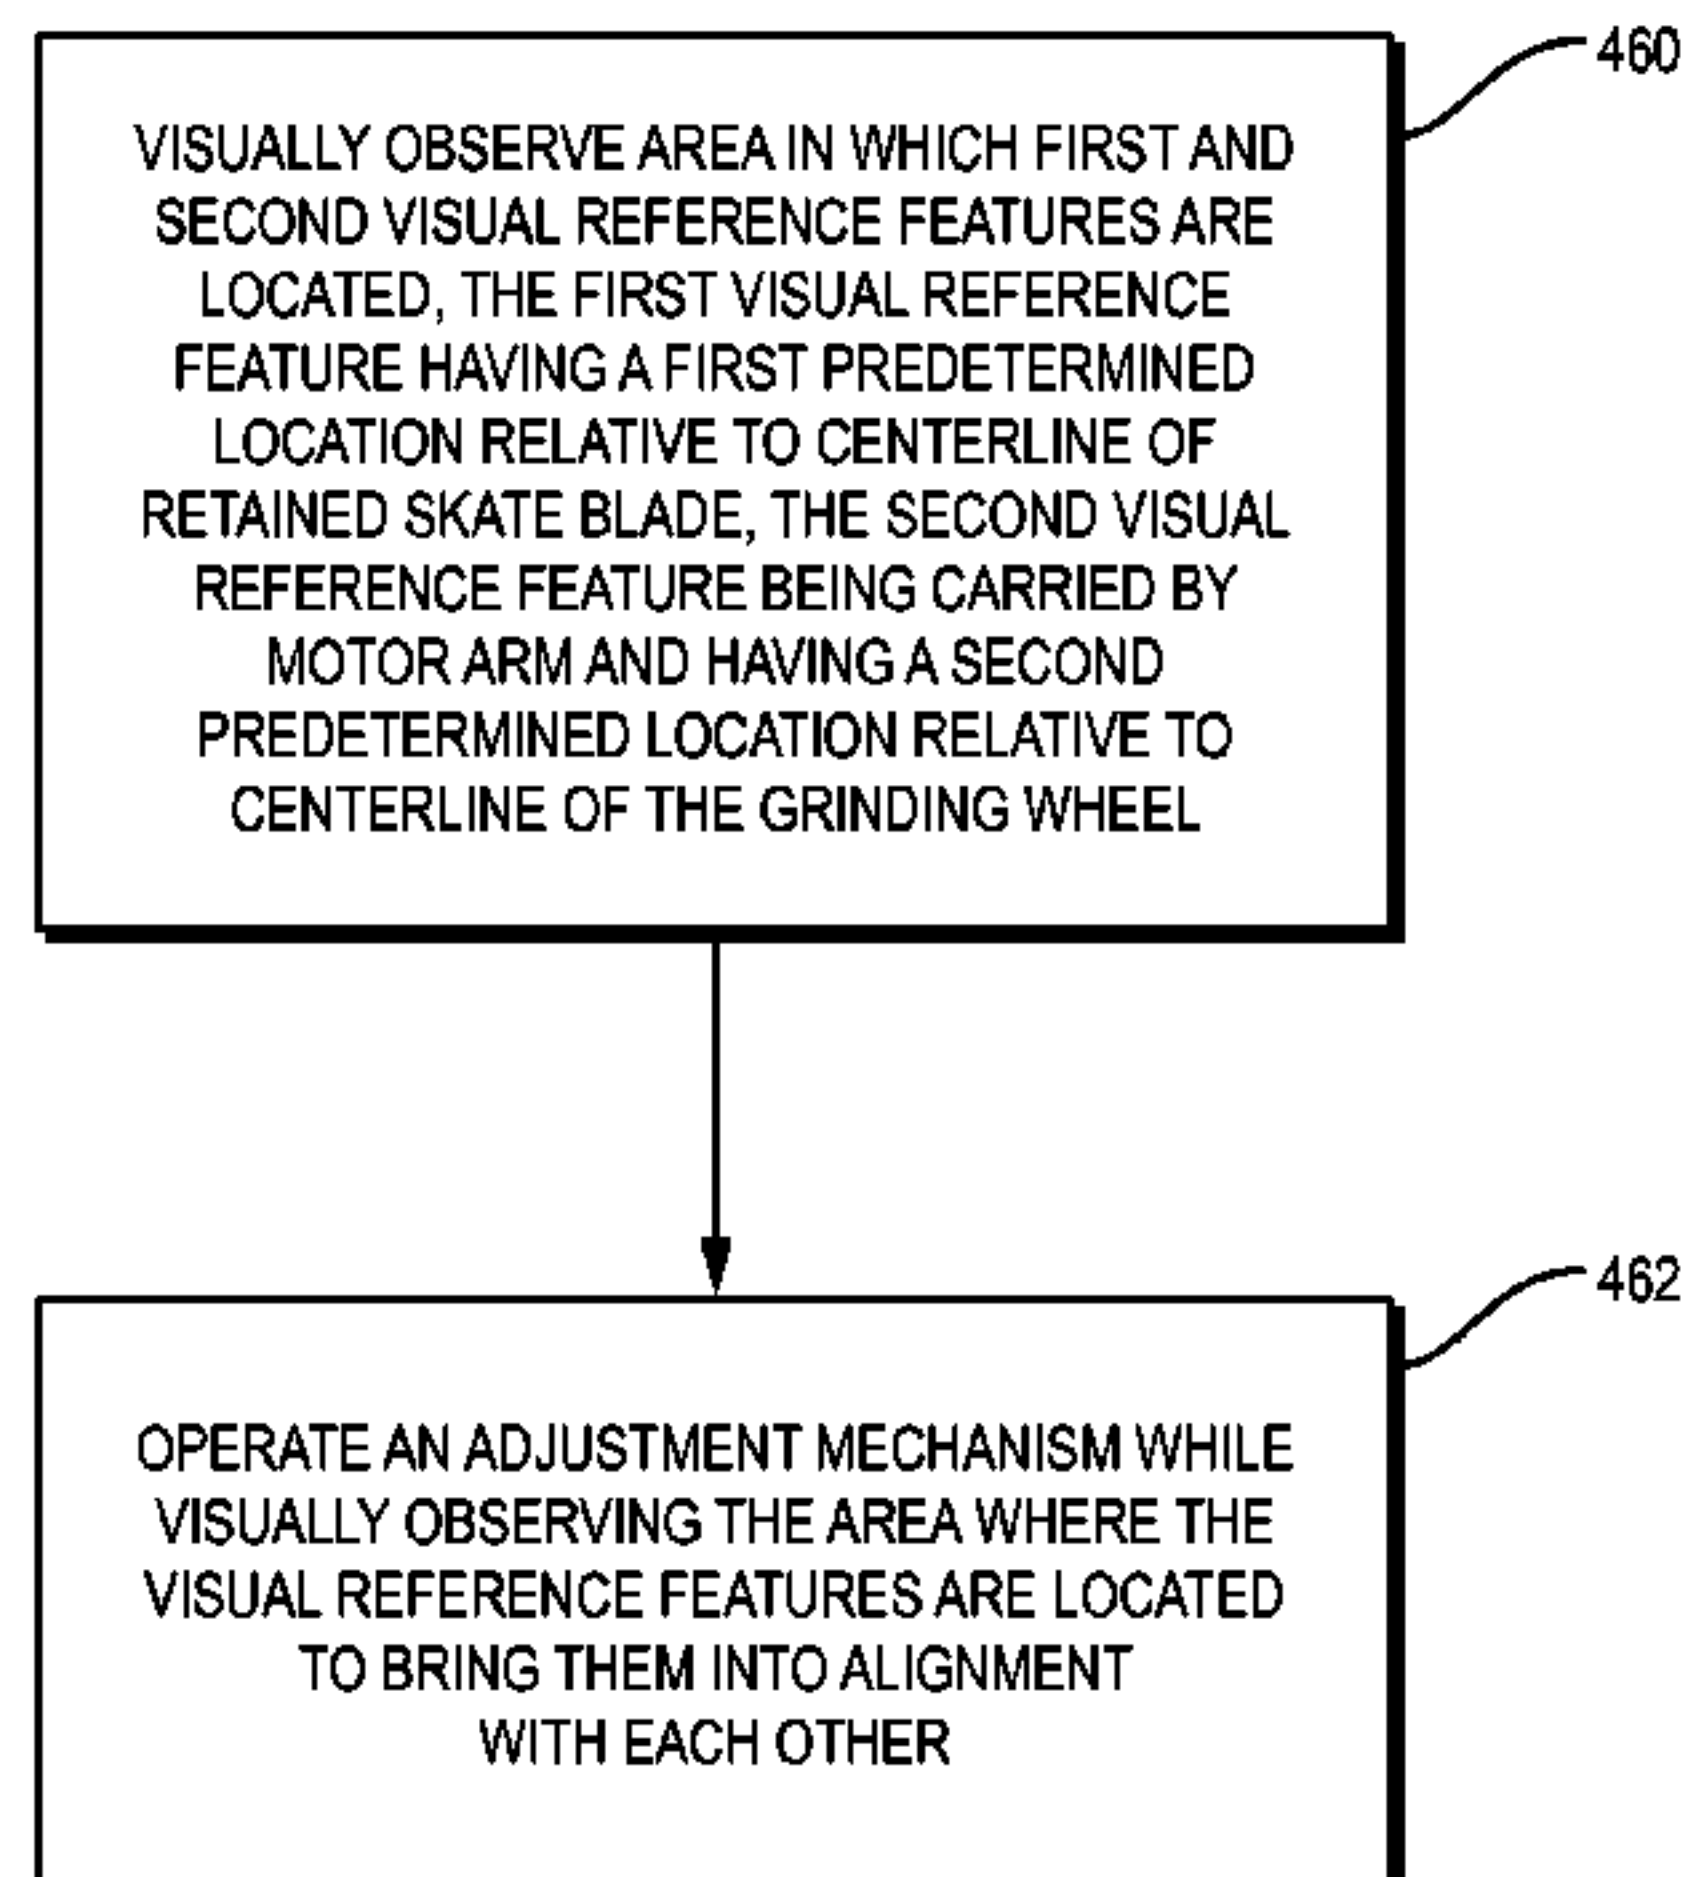 460
VISUALLY OBSERVE AREA IN WHICH FIRST AND
SECOND VISUAL REFERENCE FEATURES ARE
LOCATED, THE FIRST VISUAL REFERENCE
FEATURE HAVING A FIRST PREDETERMINED
LOCATION RELATIVE TO CENTERLINE OF
RETAINED SKATE BLADE, THE SECOND VISUAL
REFERENCE FEATURE BEING CARRIED BY
MOTOR ARM AND HAVING A SECOND
PREDETERMINED LOCATION RELATIVE TO
CENTERLINE OF THE GRINDING WHEEL
462
OPERATE AN ADJUSTMENT MECHANISM WHILE
VISUALLY OBSERVING THE AREA WHERE THE
VISUAL REFERENCE FEATURES ARE LOCATED
TO BRING THEM INTO ALIGNMENT
WITH EACH OTHER